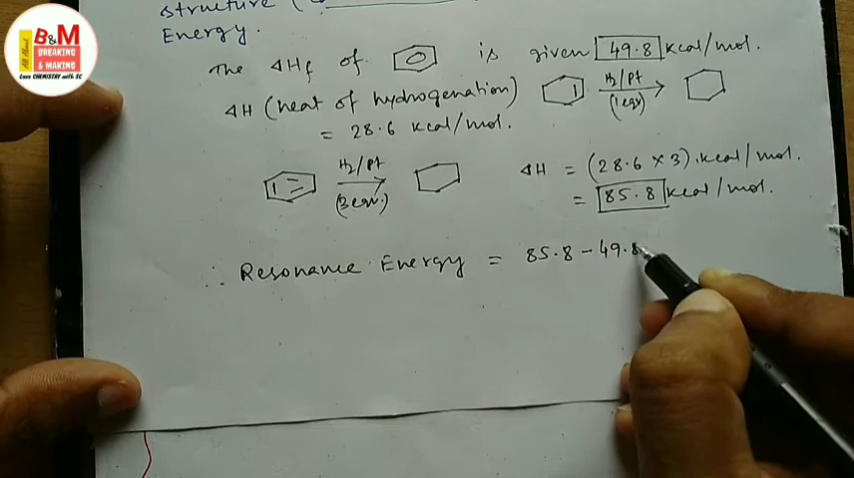 B&M
BREAKING
& MAKING
Love CHEMISTRY with SC
structure (
Energy.
The ΔHf of is given 49.8 kcal/mol.
ΔH (heat of hydrogenation) H2/Pt
(1eqv)
= 28.6 kcal/mol.
H2/Pt
(3eqv.)
ΔH = (28.6 × 3). kcal/mol.
= 85.8 kcal/mol.
∴ Resonance Energy = 85.8 - 49.8